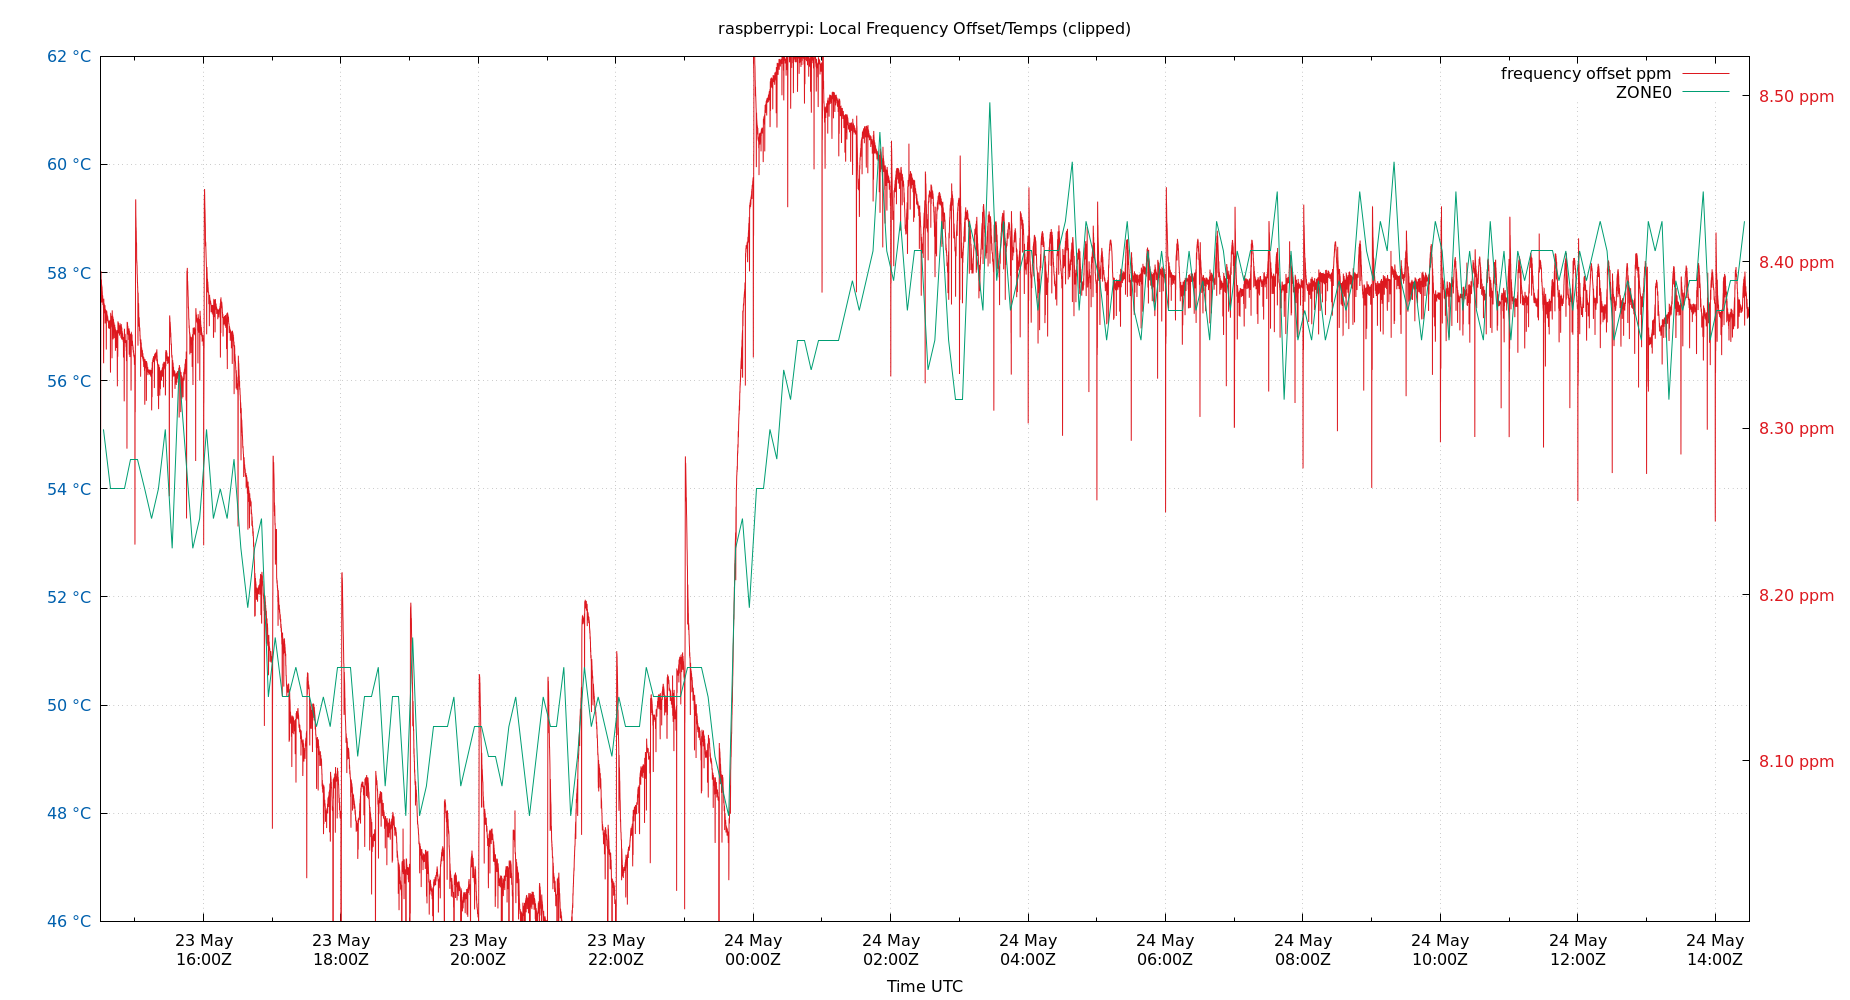 raspberrypi: Local Frequency Offset/Temps (clipped)
frequency offset ppm
ZONE0
62 °C
60 °C
58 °C
56 °C
54 °C
52 °C
50 °C
48 °C
46 °C
8.50 ppm
8.40 ppm
8.30 ppm
8.20 ppm
8.10 ppm
23 May
16:00Z
23 May
18:00Z
23 May
20:00Z
23 May
22:00Z
24 May
00:00Z
24 May
02:00Z
24 May
04:00Z
24 May
06:00Z
24 May
08:00Z
24 May
10:00Z
24 May
12:00Z
24 May
14:00Z
Time UTC